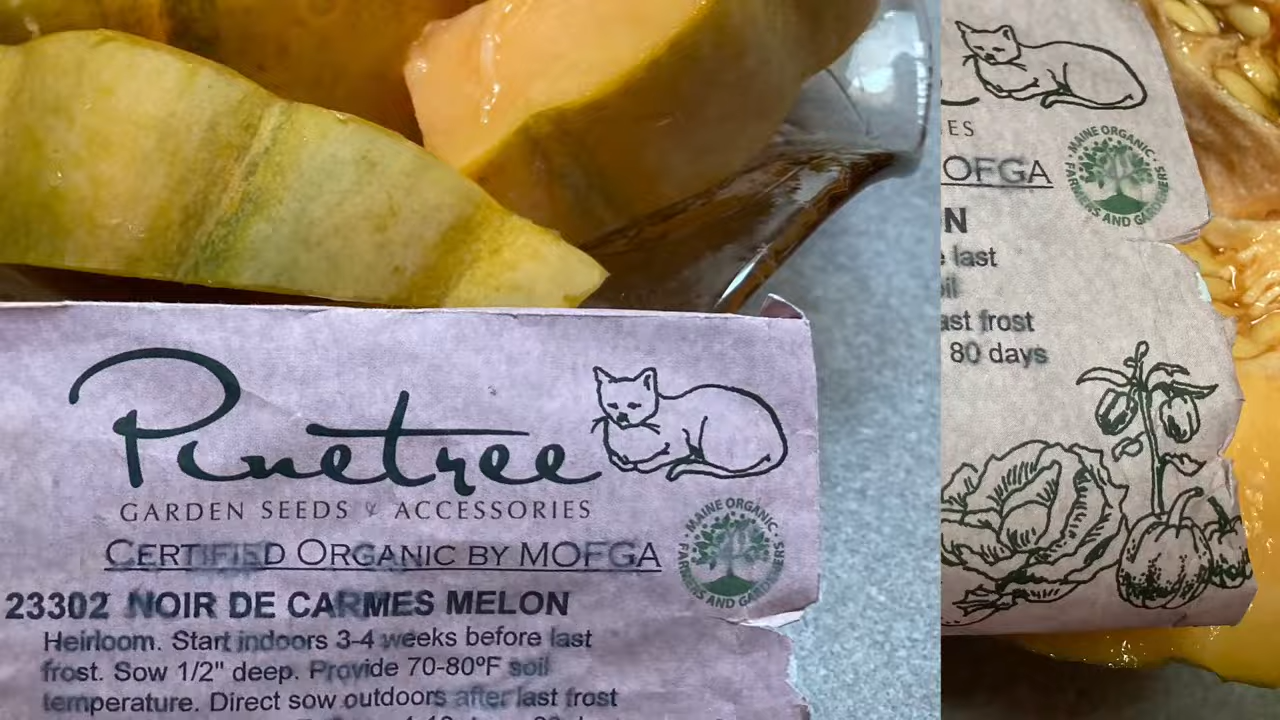 Pinetree
GARDEN SEEDS & ACCESSORIES
CERTIFIED ORGANIC BY MOFGA
MAINE ORGANIC FARMERS AND GARDENERS
23302 NOIR DE CARMES MELON
Heirloom. Start indoors 3-4 weeks before last
frost. Sow 1/2" deep. Provide 70-80ºF soil
temperature. Direct sow outdoors after last frost
ES
OFGA
MAINE ORGANIC FARMERS AND GARDENERS
N
last
ast frost
80 days